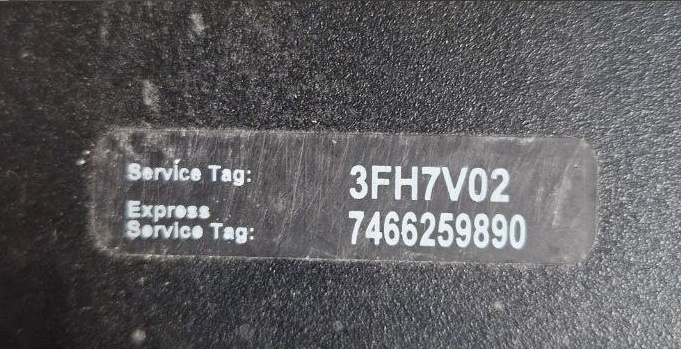 Service Tag: 3FH7V02
Express
Service Tag: 7466259890